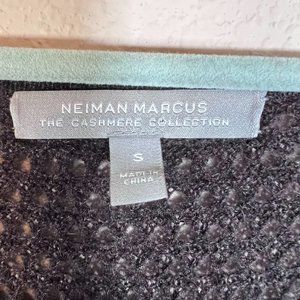 NEIMAN MARCUS
THE CASHMERE COLLECTION
S
MADE IN
CHINA